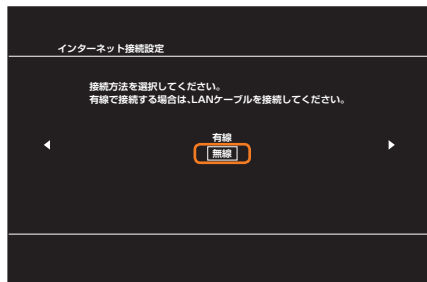 インターネット接続設定
接続方法を選択してください。
有線で接続する場合は、LANケーブルを接続してください。
有線
無線